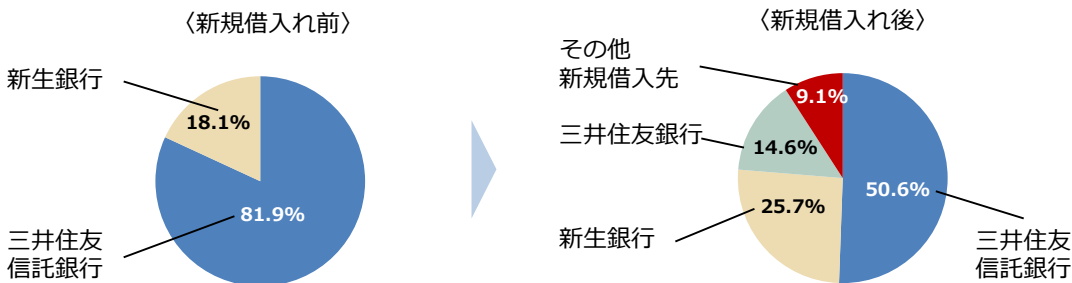 〈新規借入れ前〉
新生銀行
18.1%
81.9%
三井住友
信託銀行
〈新規借入れ後〉
その他
新規借入先
9.1%
三井住友銀行
14.6%
50.6%
25.7%
新生銀行
三井住友
信託銀行